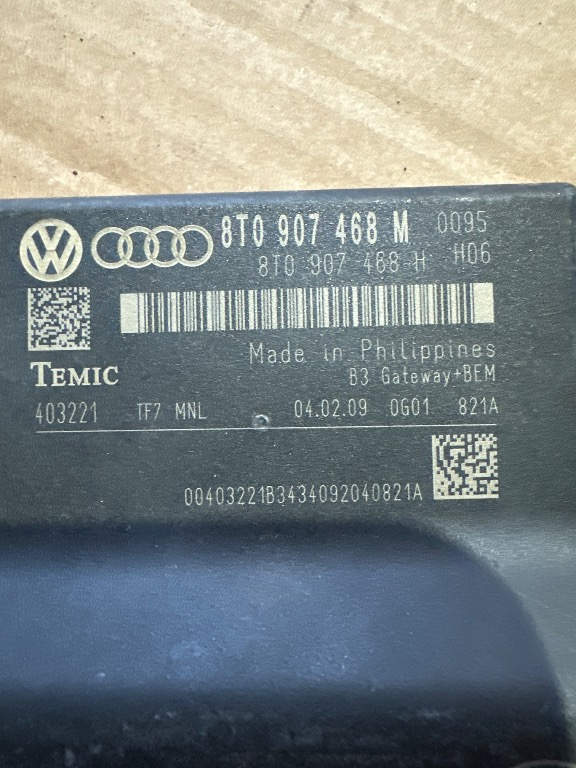 8T0 907 468 M 0095
8T0 907 468 H H06
Made in Philippines
TEMIC
B3 Gateway+BEM
403221 TF7 MNL 04.02.09 0G01 821A
00403221B3434092040821A